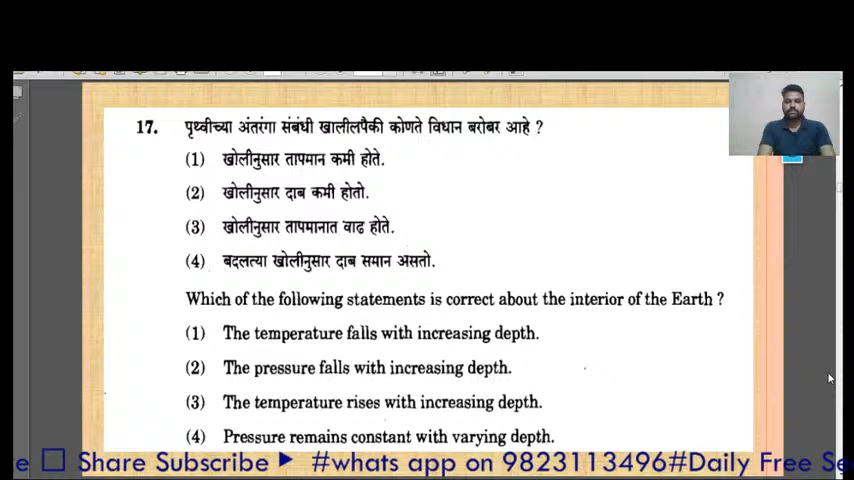 17. पृथ्वीच्या अंतरंगा संबंधी खालीलपैकी कोणते विधान बरोबर आहे ?
(1) खोलीनुसार तापमान कमी होते.
(2) खोलीनुसार दाब कमी होतो.
(3) खोलीनुसार तापमानात वाढ होते.
(4) बदलत्या खोलीनुसार दाब समान असतो.
Which of the following statements is correct about the interior of the Earth ?
(1) The temperature falls with increasing depth.
(2) The pressure falls with increasing depth.
(3) The temperature rises with increasing depth.
(4) Pressure remains constant with varying depth.
e □ Share Subscribe ▶ #whats app on 9823113496#Daily Free Se